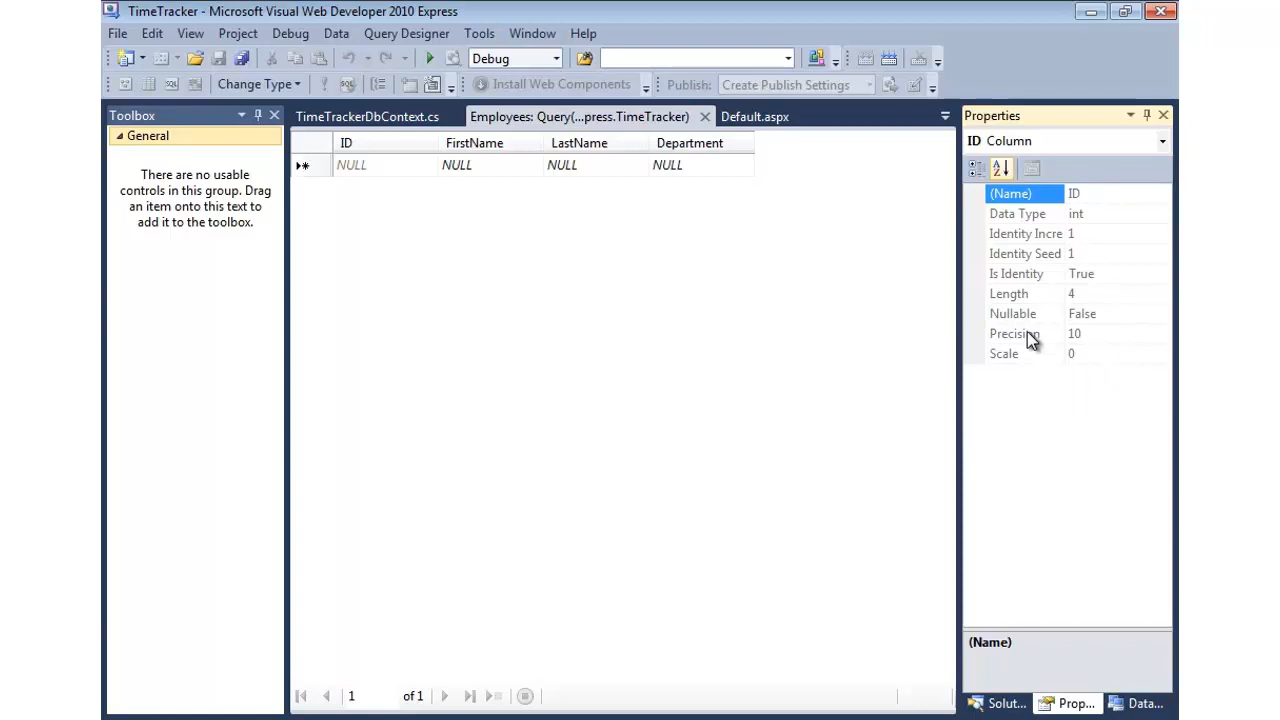 TimeTracker - Microsoft Visual Web Developer 2010 Express
File Edit View Project Debug Data Query Designer Tools Window Help
Debug
Change Type Install Web Components Publish: Create Publish Settings
Toolbox
General
There are no usable
controls in this group. Drag
an item onto this text to
add it to the toolbox.
TimeTrackerDbContext.cs Employees: Query(...press.TimeTracker) Default.aspx
ID FirstName LastName Department
NULL NULL NULL NULL
1 of 1
Properties
ID Column
(Name) ID
Data Type int
Identity Incre 1
Identity Seed 1
Is Identity True
Length 4
Nullable False
Precision 10
Scale 0
(Name)
Solut... Prop... Data...